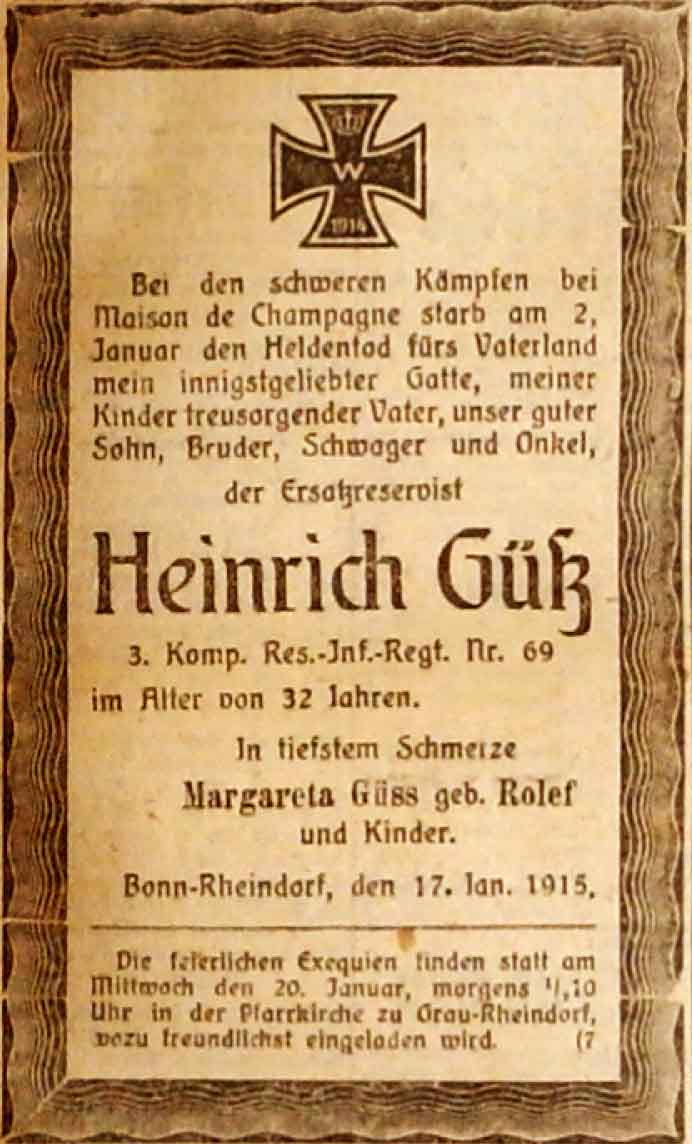 W
1914
Bei den schweren Kämpfen bei
Maison de Champagne starb am 2,
Januar den Heldentod fürs Vaterland
mein innigstgeliebter Gatte, meiner
Kinder treusorgender Vater, unser guter
Sohn, Bruder, Schwager und Onkel,
der Ersatzreservist
Heinrich Güß
3. Komp. Res.-Inf.-Regt. Nr. 69
im Alter von 32 Jahren.
In tiefstem Schmerze
Margareta Güss geb. Rolef
und Kinder.
Bonn-Rheindorf, den 17. Jan. 1915.
Die feierlichen Exequien finden statt am
Mittwoch den 20. Januar, morgens ½10
Uhr in der Pfarrkirche zu Grau-Rheindorf,
wozu freundlichst eingeladen wird. (7